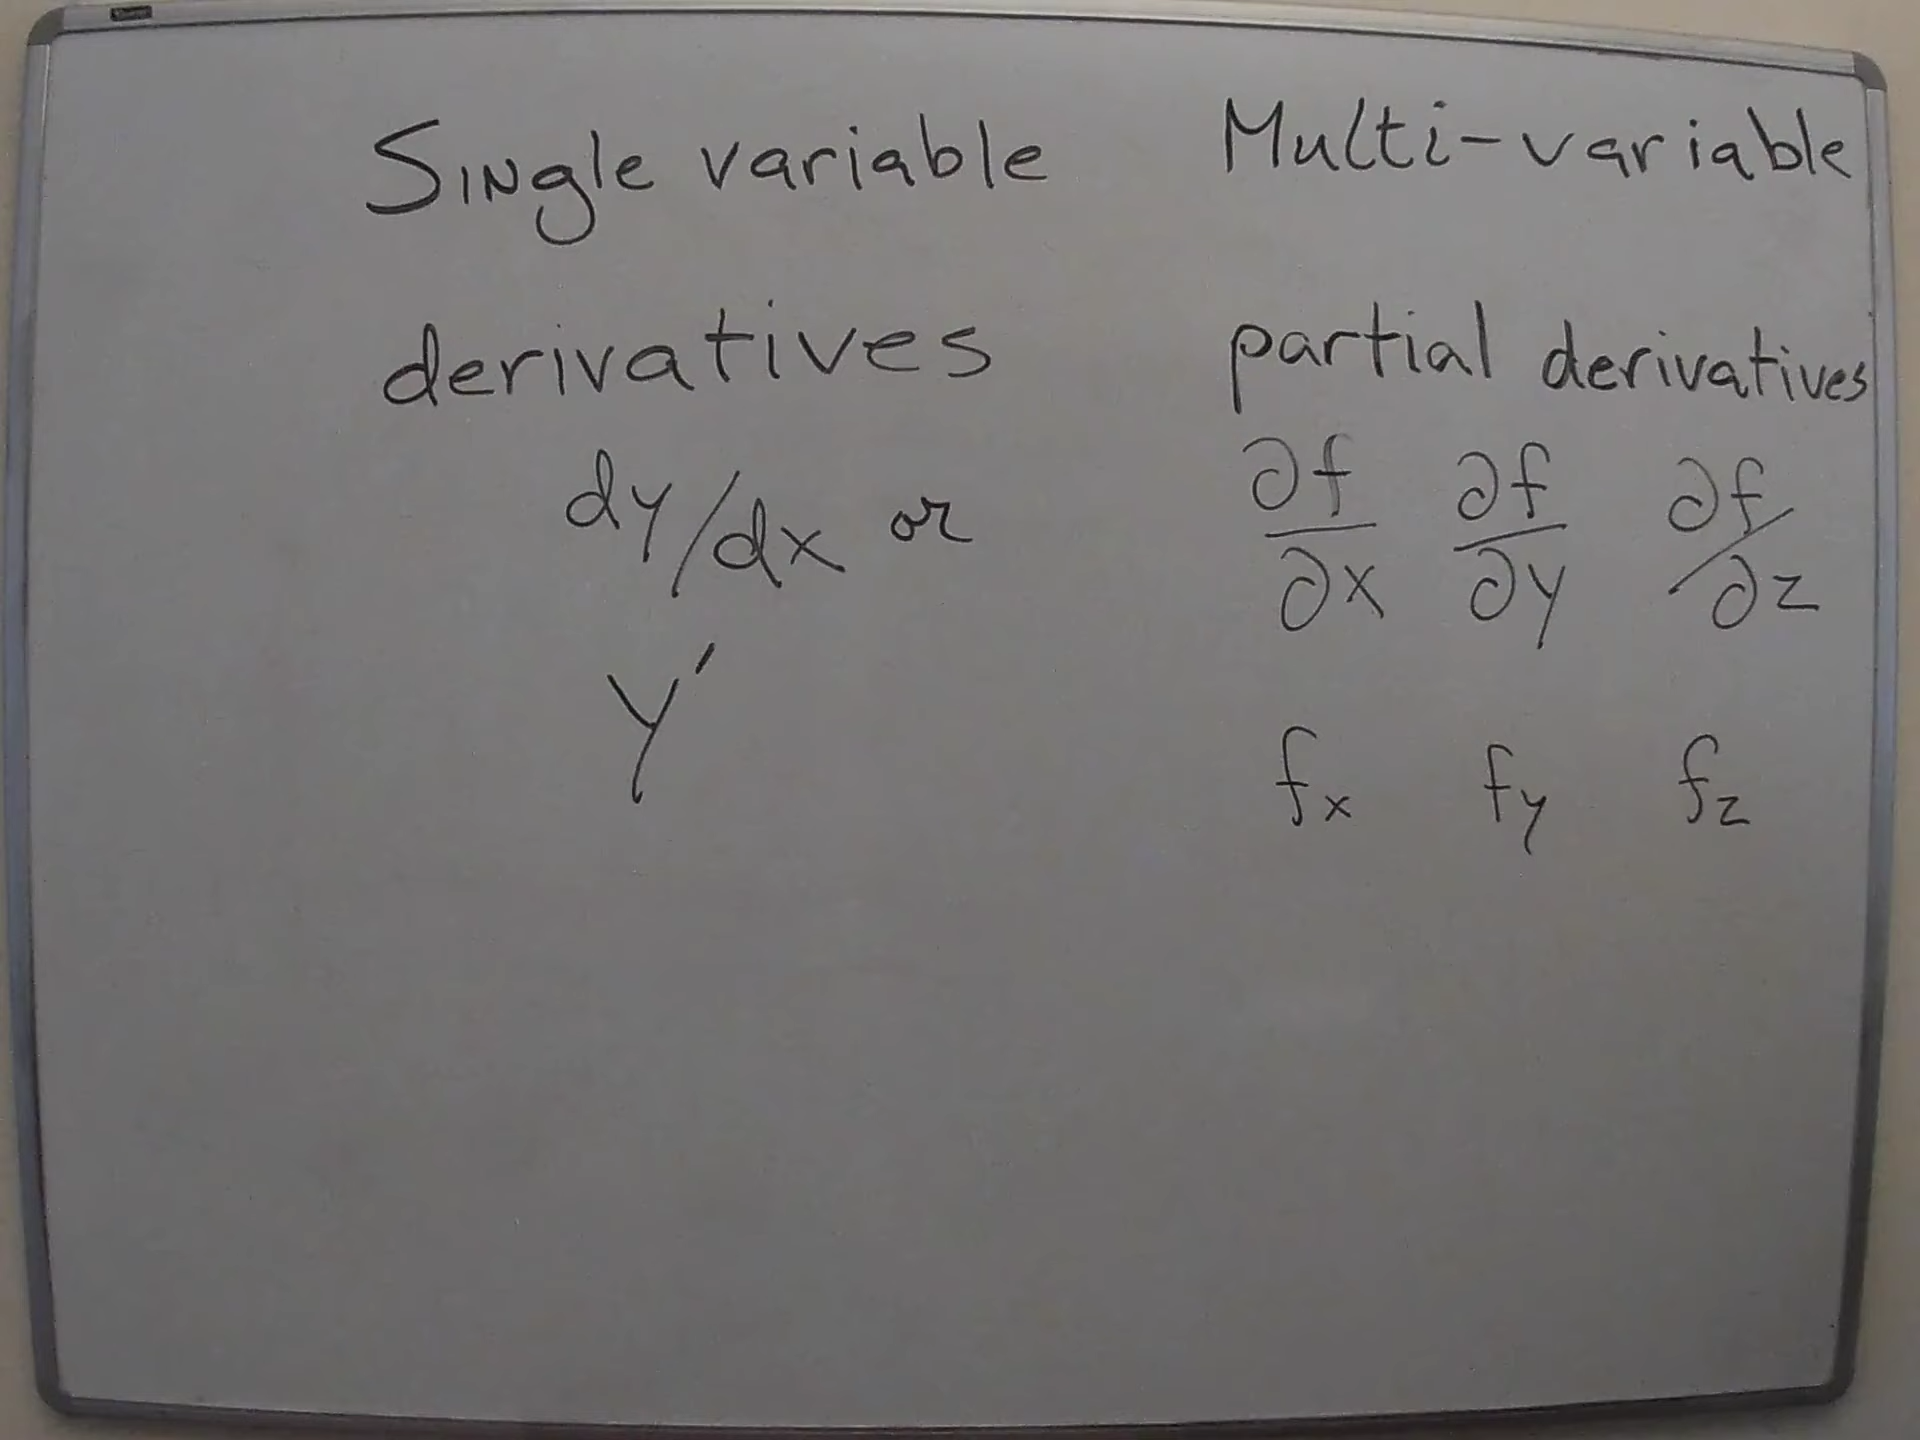 Single variable
derivatives
dy/dx or
y'
Multi-variable
partial derivatives
∂f/∂x ∂f/∂y ∂f/∂z
fx fy fz